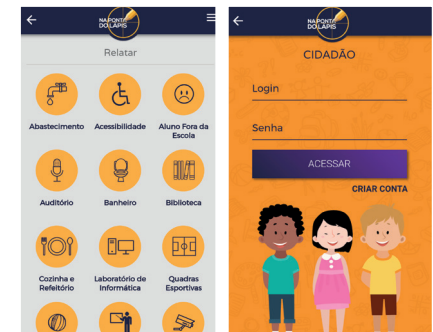 NA PONTA
DO LÁPIS
Relatar
Abastecimento
Acessibilidade
Aluno Fora da
Escola
Auditório
Banheiro
Biblioteca
Cozinha e
Refeitório
Laboratório de
Informática
Quadras
Esportivas
NA PONTA
DO LÁPIS
CIDADÃO
Login
Senha
ACESSAR
CRIAR CONTA